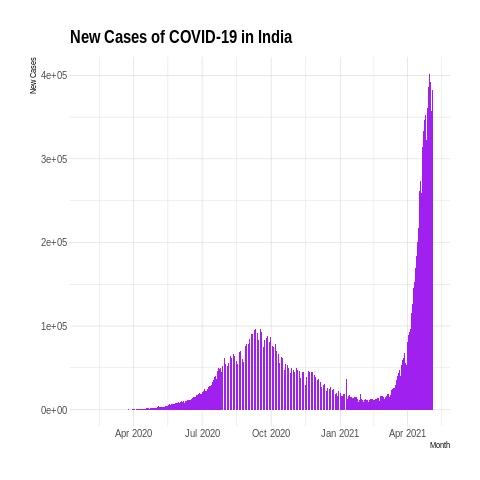 New Cases of COVID-19 in India
New Cases
4e+05
3e+05
2e+05
1e+05
0e+00
Apr 2020 Jul 2020 Oct 2020 Jan 2021 Apr 2021
Month